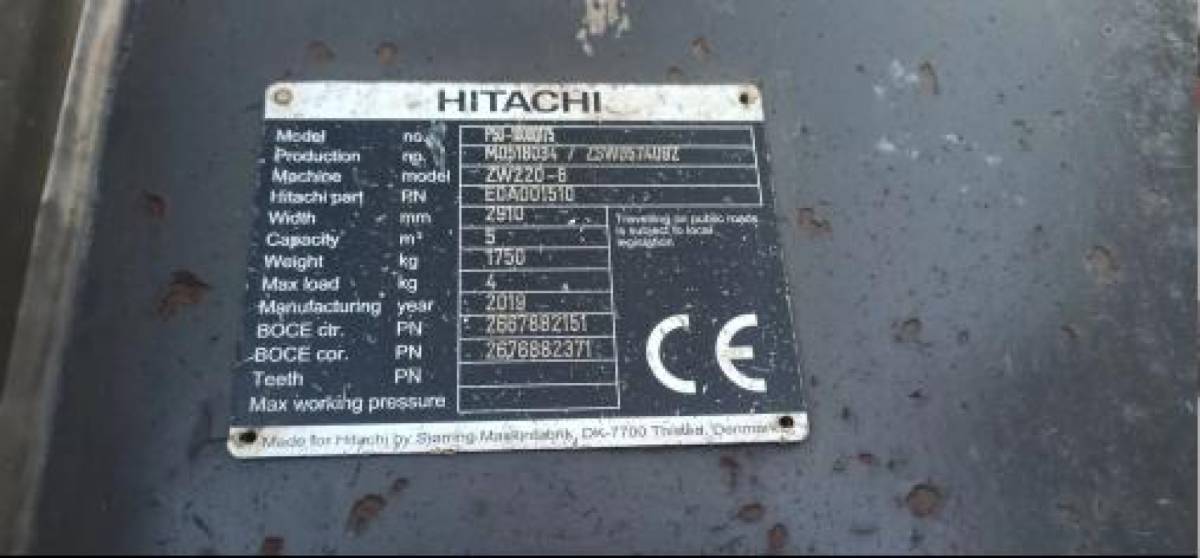 HITACHI
Model no.
Production no. M0518034 /
Machine model ZW220-6
Hitachi part PN E0A001510
Width mm 2910
Capacity m³ 5
Weight kg 1750
Max load kg 4
Manufacturing year 2019
BOCE ctr. PN 2667882151
BOCE cor. PN 2676882371
Teeth PN
Max working pressure
Travelling on public roads
is subject to local
legislation.
CE
Made for Hitachi by Sjørring Maskinfabrik, DK-7700 Thisted, Denmark